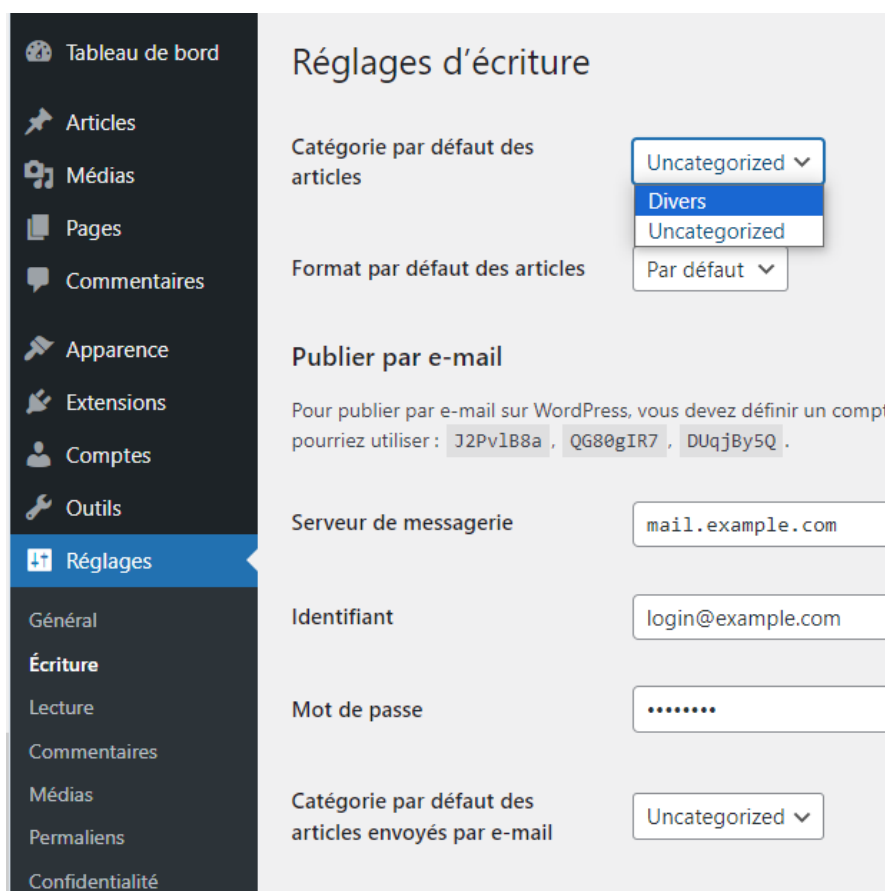 Tableau de bord
Articles
Médias
Pages
Commentaires
Apparence
Extensions
Comptes
Outils
Réglages
Général
Écriture
Lecture
Commentaires
Médias
Permaliens
Confidentialité
Réglages d’écriture
Catégorie par défaut des
articles
Uncategorized
Divers
Uncategorized
Format par défaut des articles
Par défaut
Publier par e-mail
Pour publier par e-mail sur WordPress, vous devez définir un compt
pourriez utiliser : J2PvlB8a , QG80gIR7 , DUqjBy5Q .
Serveur de messagerie
mail.example.com
Identifiant
login@example.com
Mot de passe
••••••••
Catégorie par défaut des
articles envoyés par e-mail
Uncategorized